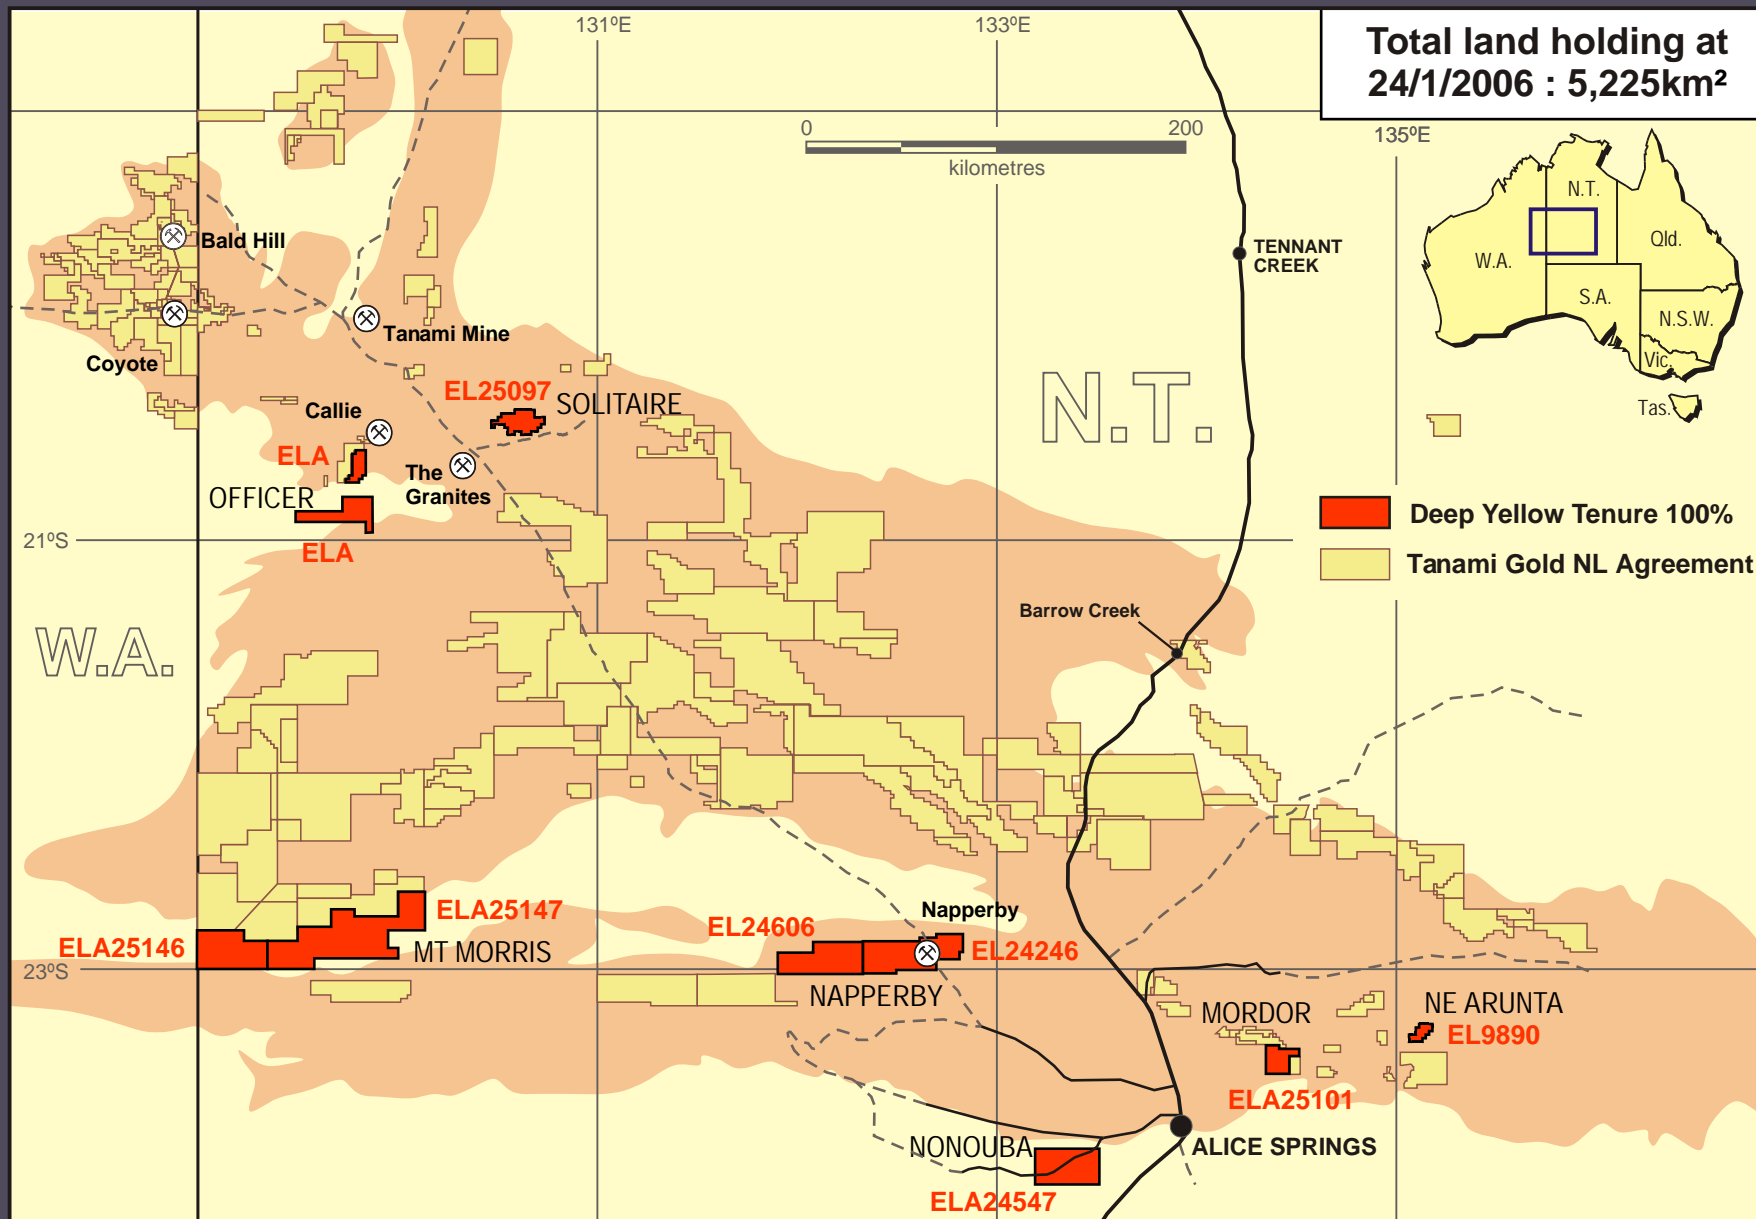 131ºE
133ºE
Total land holding at
24/1/2006 : 5,225km²
0
200
kilometres
135ºE
N.T.
Qld.
W.A.
S.A.
N.S.W.
Vic.
Tas.
Bald Hill
TENNANT
CREEK
Tanami Mine
Coyote
EL25097
SOLITAIRE
N.T.
Callie
ELA
The
Granites
OFFICER
ELA
21ºS
Deep Yellow Tenure 100%
Tanami Gold NL Agreement
Barrow Creek
W.A.
ELA25147
ELA25146
MT MORRIS
EL24606
Napperby
EL24246
23ºS
NAPPERBY
MORDOR
NE ARUNTA
EL9890
ELA25101
NONOUBA
ALICE SPRINGS
ELA24547